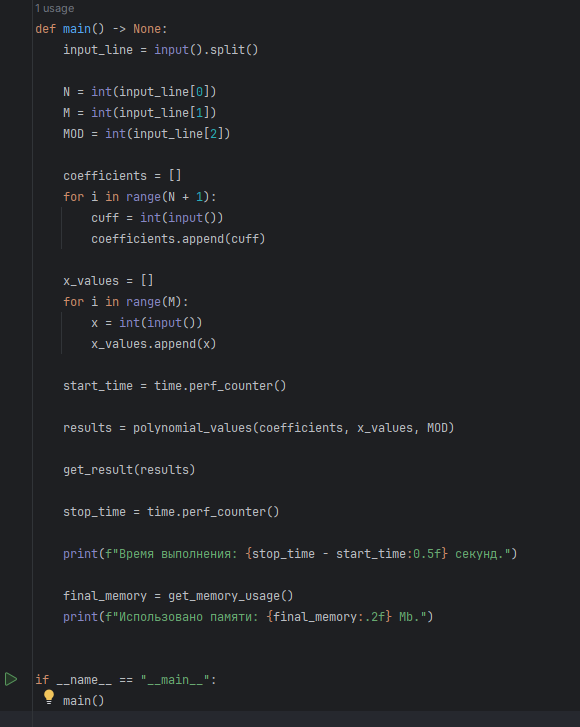 1 usage
def main() -> None:
    input_line = input().split()

    N = int(input_line[0])
    M = int(input_line[1])
    MOD = int(input_line[2])

    coefficients = []
    for i in range(N + 1):
        cuff = int(input())
        coefficients.append(cuff)

    x_values = []
    for i in range(M):
        x = int(input())
        x_values.append(x)

    start_time = time.perf_counter()

    results = polynomial_values(coefficients, x_values, MOD)

    get_result(results)

    stop_time = time.perf_counter()

    print(f"Время выполнения: {stop_time - start_time:0.5f} секунд.")

    final_memory = get_memory_usage()
    print(f"Использовано памяти: {final_memory:.2f} Mb.")


if __name__ == "__main__":
    main()